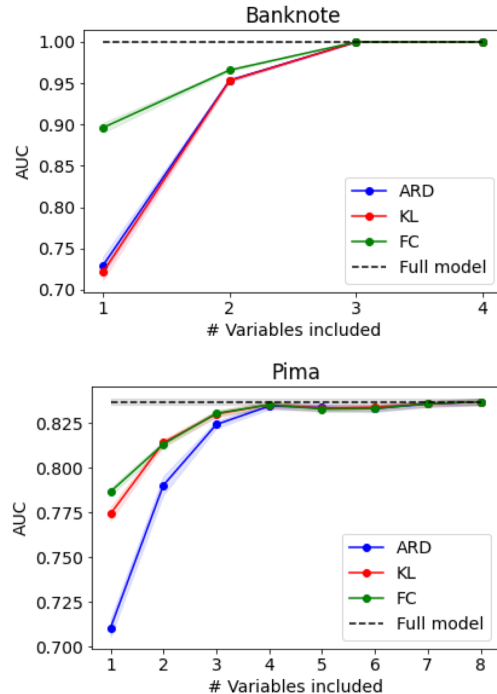 Banknote
1.00
0.95
0.90
0.85
0.80
0.75
0.70
AUC
ARD
KL
FC
Full model
1 2 3 4
# Variables included
Pima
0.825
0.800
0.775
0.750
0.725
0.700
AUC
ARD
KL
FC
Full model
1 2 3 4 5 6 7 8
# Variables included